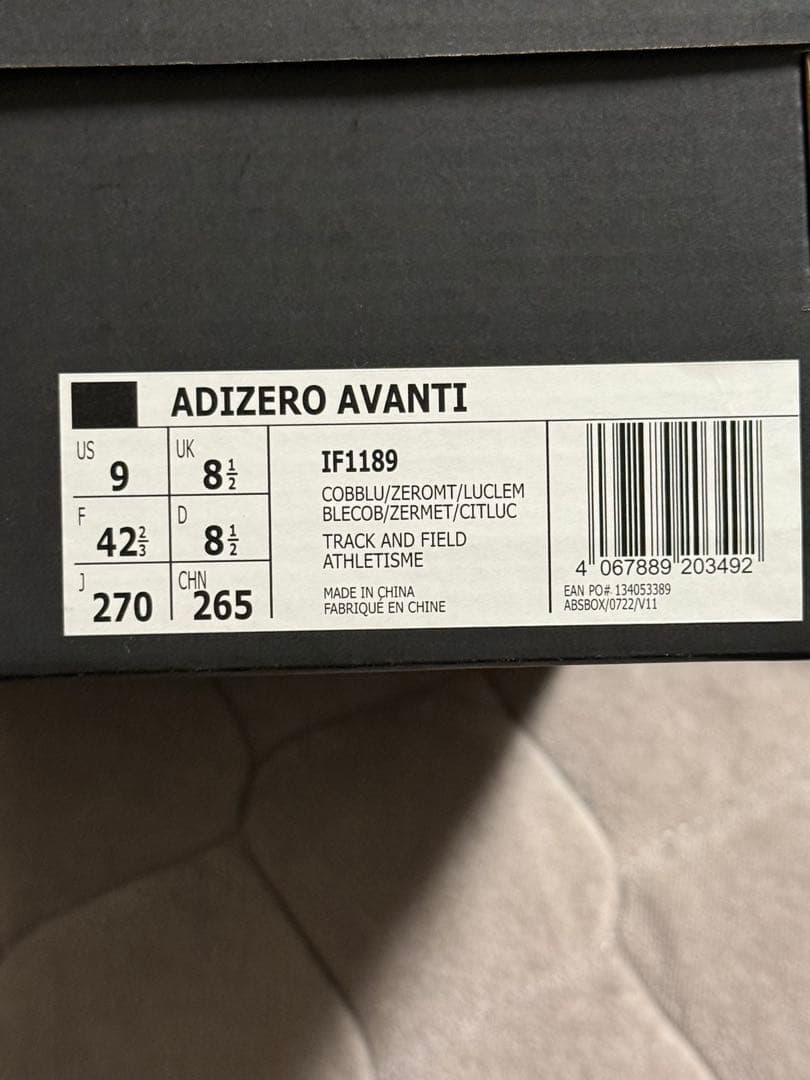 ADIZERO AVANTI
US 9
UK 8½
F 42⅔
D 8½
J 270
CHN 265
IF1189
COBBLU/ZEROMT/LUCLEM
BLECOB/ZERMET/CITLUC
TRACK AND FIELD
ATHLETISME
MADE IN CHINA
FABRIQUÉ EN CHINE
4 067889 203492
EAN PO# 134053389
ABSBOX/0722/V11